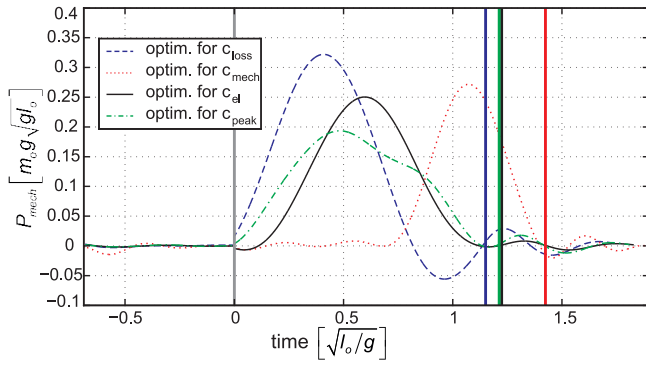 0.4
0.35
0.3
0.25
0.2
0.15
0.1
0.05
0
−0.05
−0.1
P_mech [m_o g√gl_o]
optim. for c_loss
optim. for c_mech
optim. for c_el
optim. for c_peak
−0.5 0 0.5 1 1.5
time [√l_o/g]